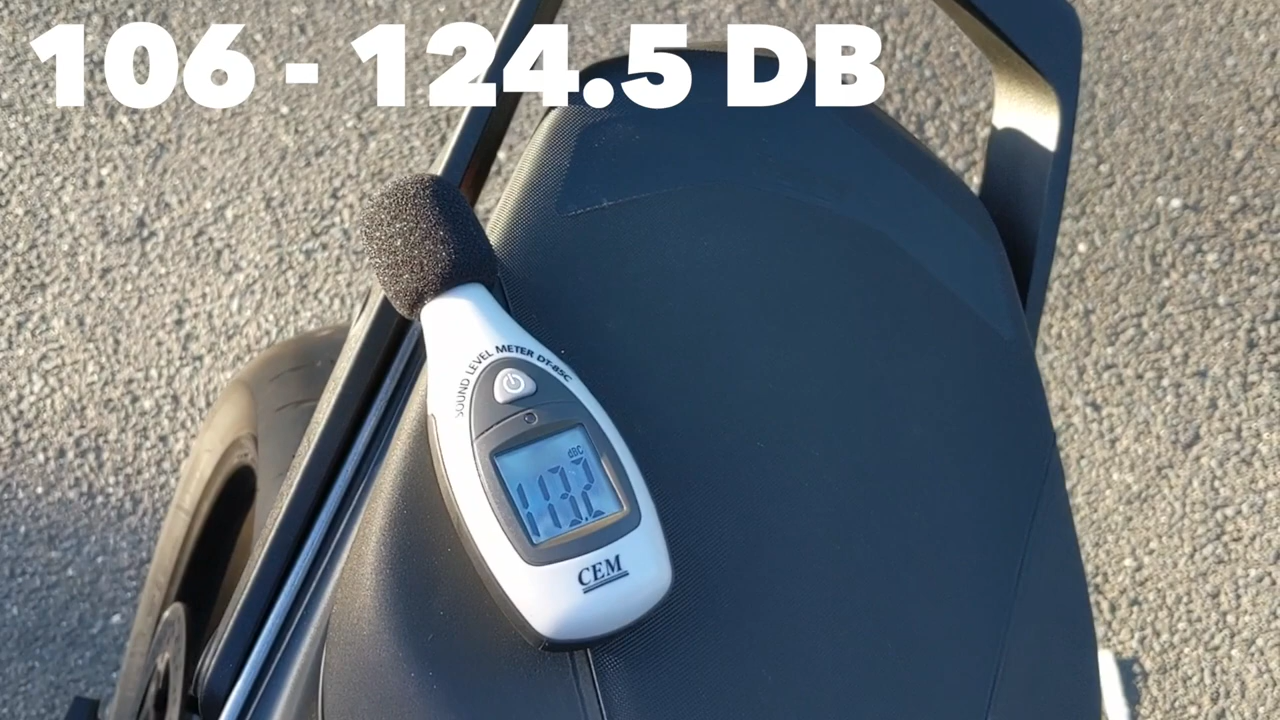 106 - 124.5 DB
SOUND LEVEL METER DT-85C
dBC
113.2
CEM